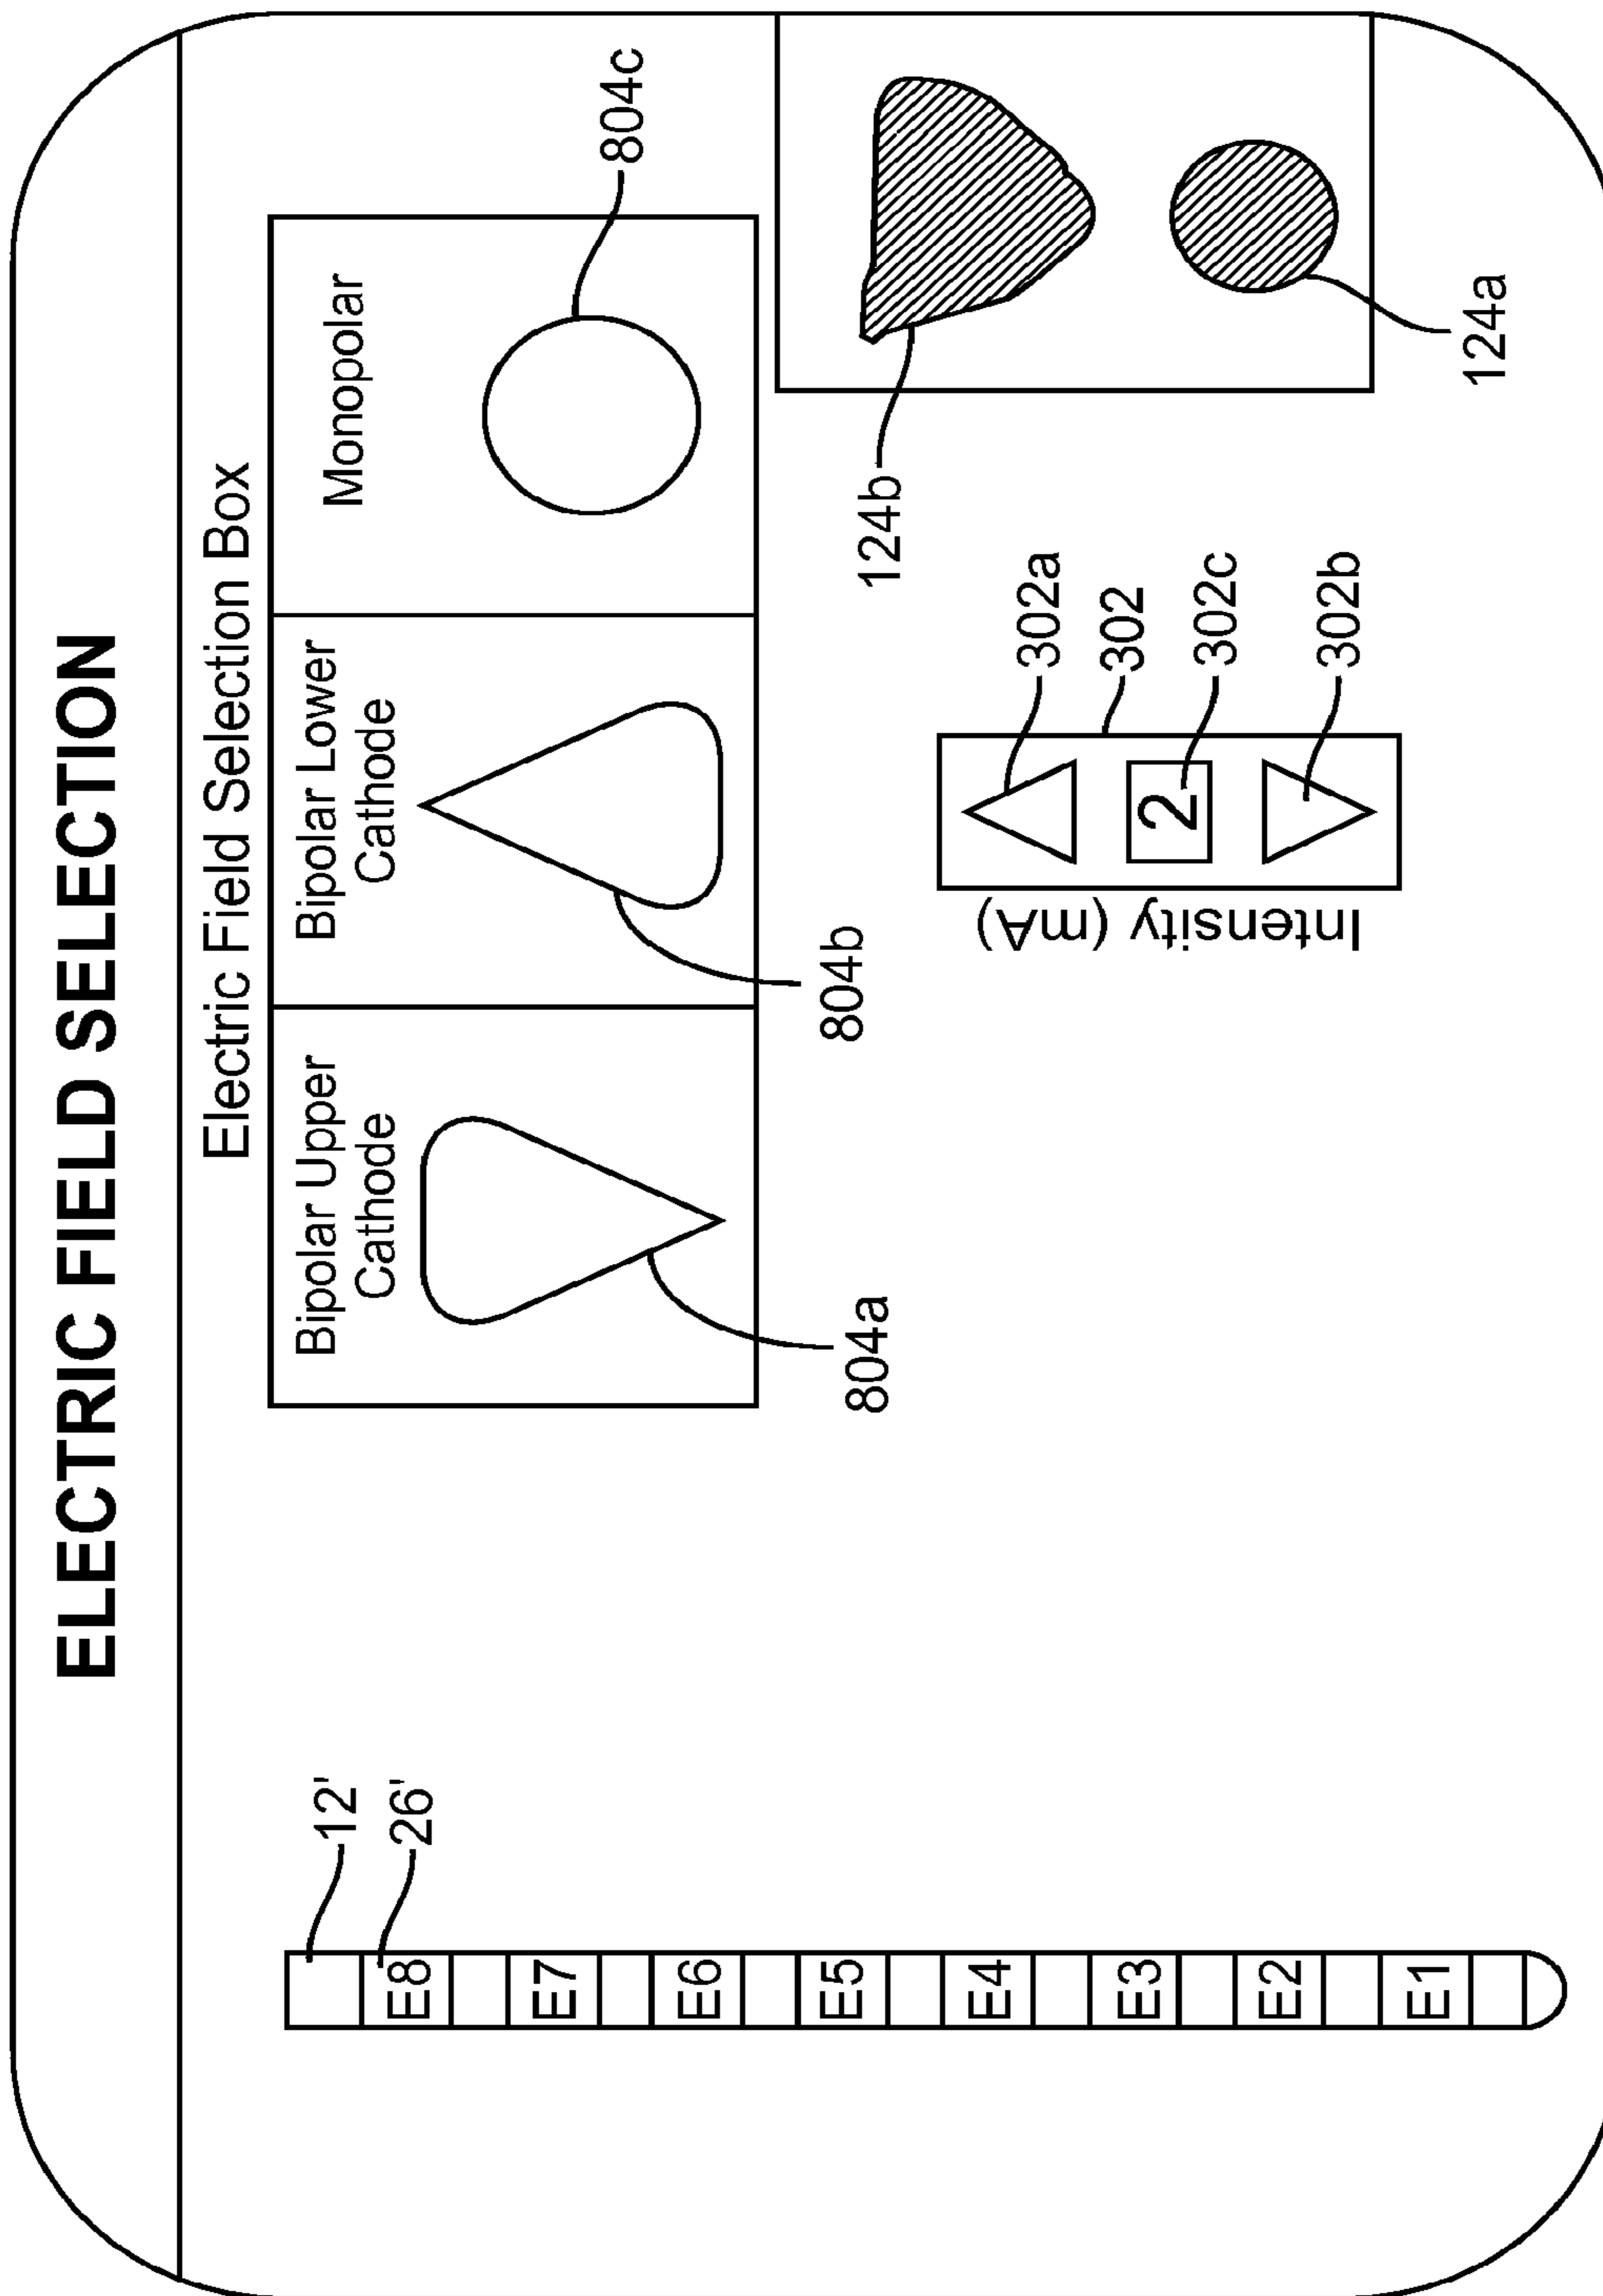 ELECTRIC FIELD SELECTION
Electric Field Selection Box
Bipolar Upper
Cathode
Bipolar Lower
Cathode
Monopolar
804a
804b
804c
12'
26'
E8
E7
E6
E5
E4
E3
E2
E1
Intensity (mA)
2
302a
302
302c
302b
124b
124a